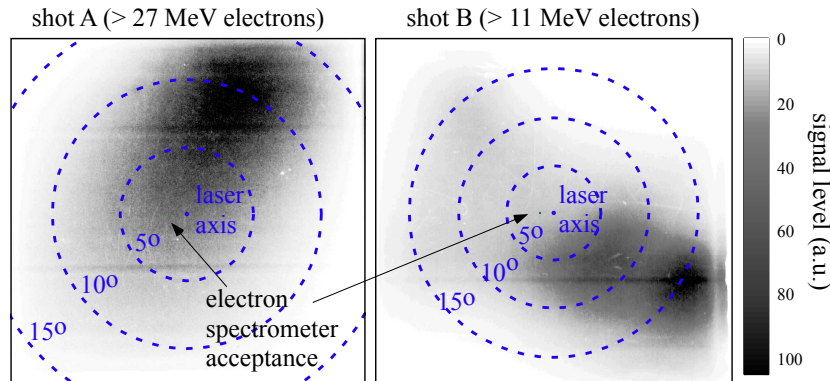 shot A (> 27 MeV electrons)
shot B (> 11 MeV electrons)
laser
axis
5o
10o
15o
laser
axis
5o
10o
15o
electron
spectrometer
acceptance
0
20
40
60
80
100
signal level (a.u.)